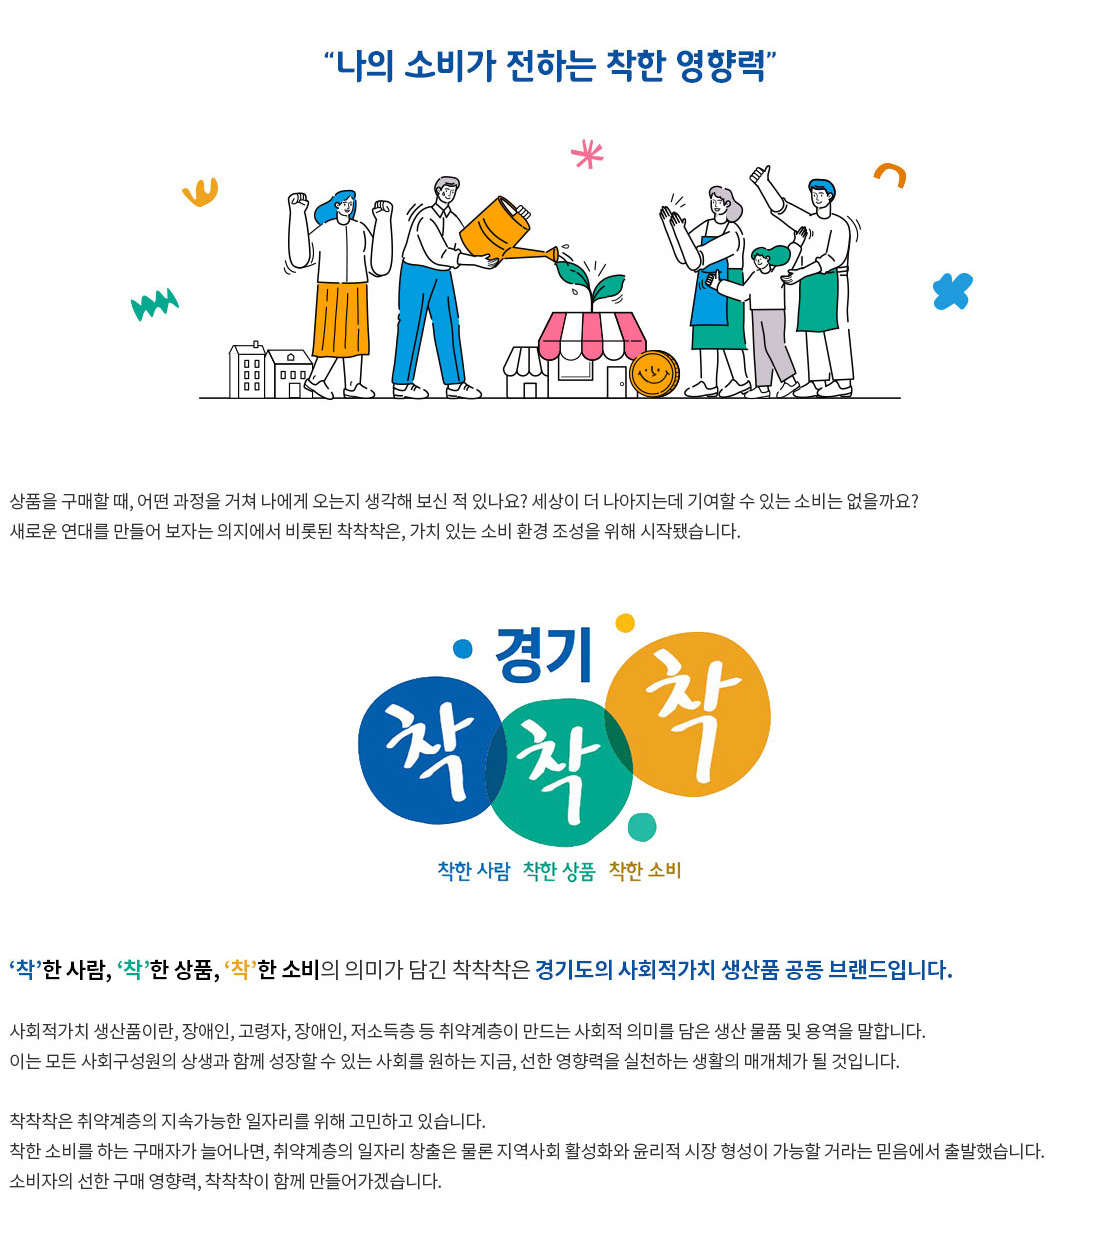 “나의 소비가 전하는 착한 영향력”
상품을 구매할 때, 어떤 과정을 거쳐 나에게 오는지 생각해 보신 적 있나요? 세상이 더 나아지는데 기여할 수 있는 소비는 없을까요?
새로운 연대를 만들어 보자는 의지에서 비롯된 착착착은, 가치 있는 소비 환경 조성을 위해 시작됐습니다.
경기
착 착 착
착한 사람 착한 상품 착한 소비
‘착’한 사람, ‘착’한 상품, ‘착’한 소비의 의미가 담긴 착착착은 경기도의 사회적가치 생산품 공동 브랜드입니다.
사회적가치 생산품이란, 장애인, 고령자, 장애인, 저소득층 등 취약계층이 만드는 사회적 의미를 담은 생산 물품 및 용역을 말합니다.
이는 모든 사회구성원의 상생과 함께 성장할 수 있는 사회를 원하는 지금, 선한 영향력을 실천하는 생활의 매개체가 될 것입니다.
착착착은 취약계층의 지속가능한 일자리를 위해 고민하고 있습니다.
착한 소비를 하는 구매자가 늘어나면, 취약계층의 일자리 창출은 물론 지역사회 활성화와 윤리적 시장 형성이 가능할 거라는 믿음에서 출발했습니다.
소비자의 선한 구매 영향력, 착착착이 함께 만들어가겠습니다.